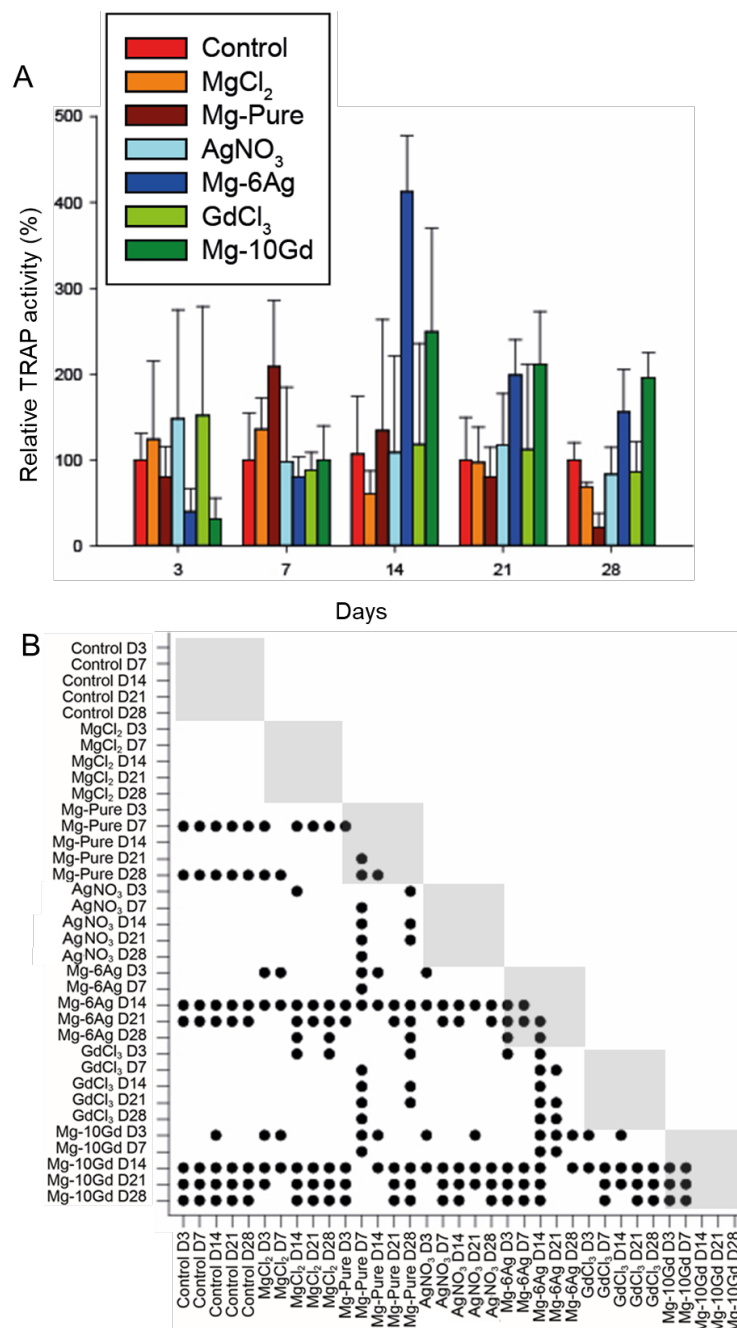 A
Control
MgCl2
Mg-Pure
AgNO3
Mg-6Ag
GdCl3
Mg-10Gd
Relative TRAP activity (%)
500
400
300
200
100
0
3 7 14 21 28
Days
B
Control D3
Control D7
Control D14
Control D21
Control D28
MgCl2 D3
MgCl2 D7
MgCl2 D14
MgCl2 D21
MgCl2 D28
Mg-Pure D3
Mg-Pure D7
Mg-Pure D14
Mg-Pure D21
Mg-Pure D28
AgNO3 D3
AgNO3 D7
AgNO3 D14
AgNO3 D21
AgNO3 D28
Mg-6Ag D3
Mg-6Ag D7
Mg-6Ag D14
Mg-6Ag D21
Mg-6Ag D28
GdCl3 D3
GdCl3 D7
GdCl3 D14
GdCl3 D21
GdCl3 D28
Mg-10Gd D3
Mg-10Gd D7
Mg-10Gd D14
Mg-10Gd D21
Mg-10Gd D28
Control D3
Control D7
Control D14
Control D21
Control D28
MgCl2 D3
MgCl2 D7
MgCl2 D14
MgCl2 D21
MgCl2 D28
Mg-Pure D3
Mg-Pure D7
Mg-Pure D14
Mg-Pure D21
Mg-Pure D28
AgNO3 D3
AgNO3 D7
AgNO3 D14
AgNO3 D21
AgNO3 D28
Mg-6Ag D3
Mg-6Ag D7
Mg-6Ag D14
Mg-6Ag D21
Mg-6Ag D28
GdCl3 D3
GdCl3 D7
GdCl3 D14
GdCl3 D21
GdCl3 D28
Mg-10Gd D3
Mg-10Gd D7
Mg-10Gd D14
Mg-10Gd D21
Mg-10Gd D28